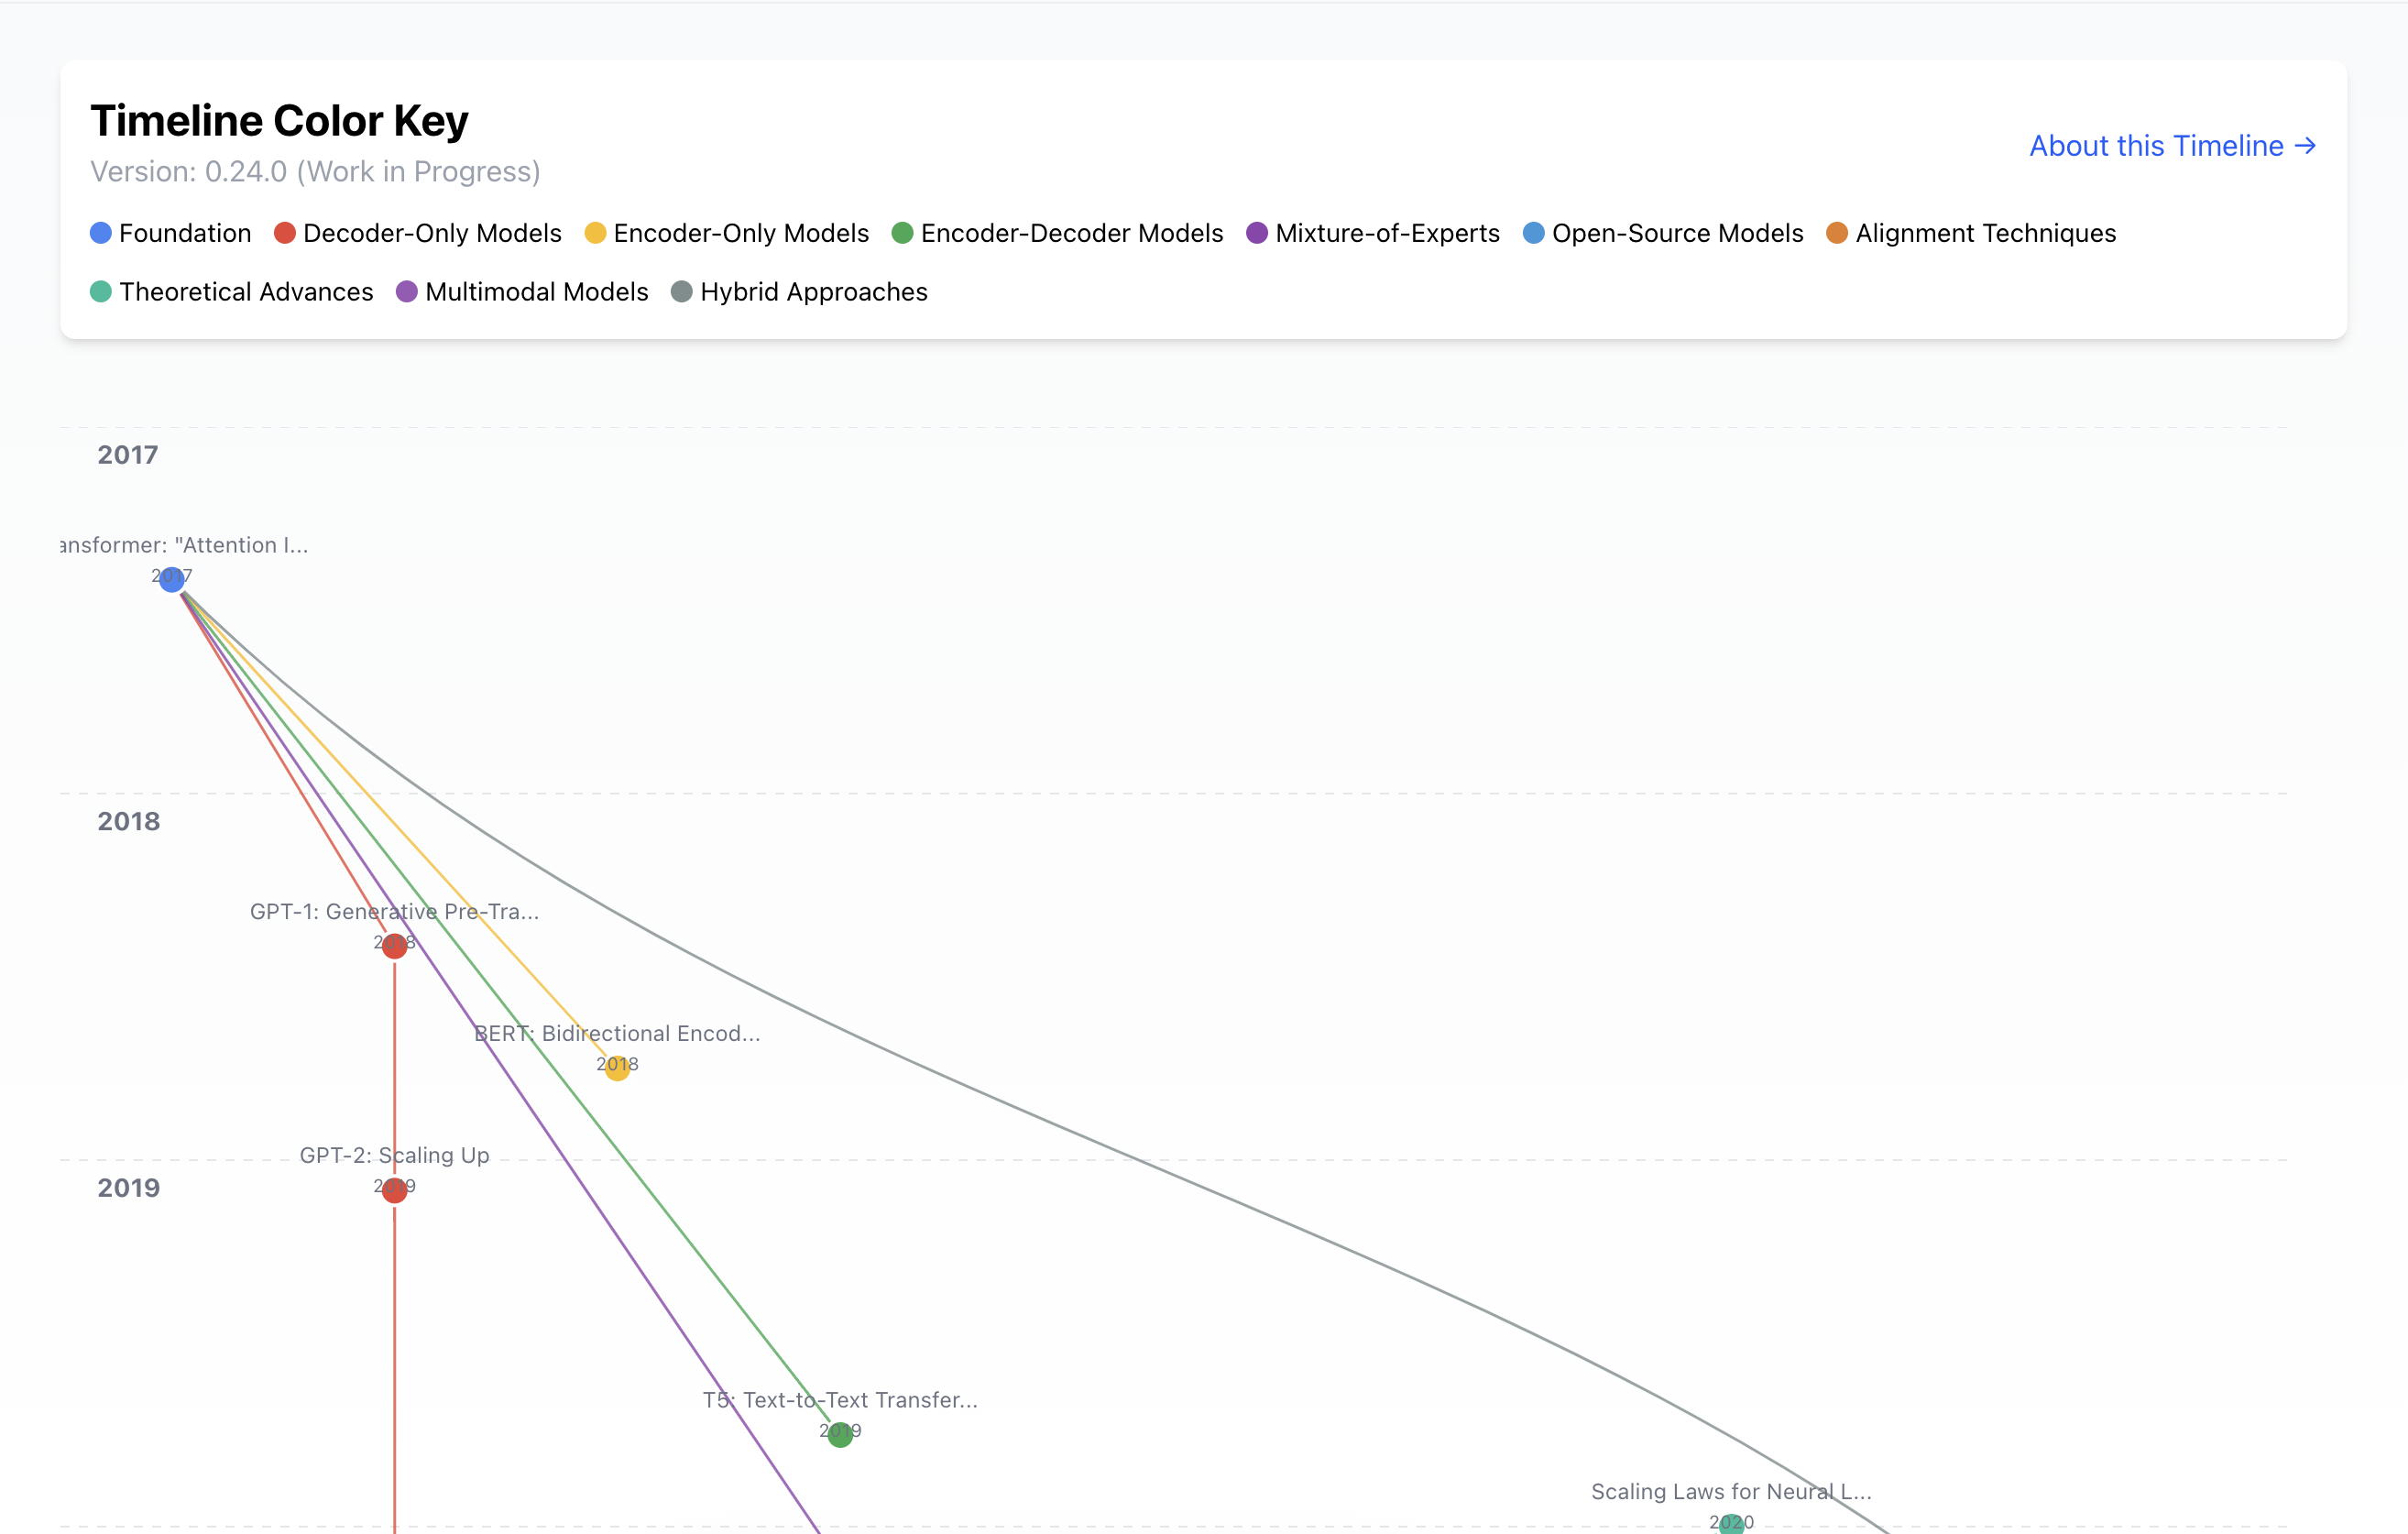 Timeline Color Key
Version: 0.24.0 (Work in Progress)
About this Timeline →
Foundation Decoder-Only Models Encoder-Only Models Encoder-Decoder Models Mixture-of-Experts Open-Source Models Alignment Techniques
Theoretical Advances Multimodal Models Hybrid Approaches
2017
ansformer: "Attention I...
2017
2018
GPT-1: Generative Pre-Tra...
2018
BERT: Bidirectional Encod...
2018
GPT-2: Scaling Up
2019
2019
T5: Text-to-Text Transfer...
2019
Scaling Laws for Neural L...
2020